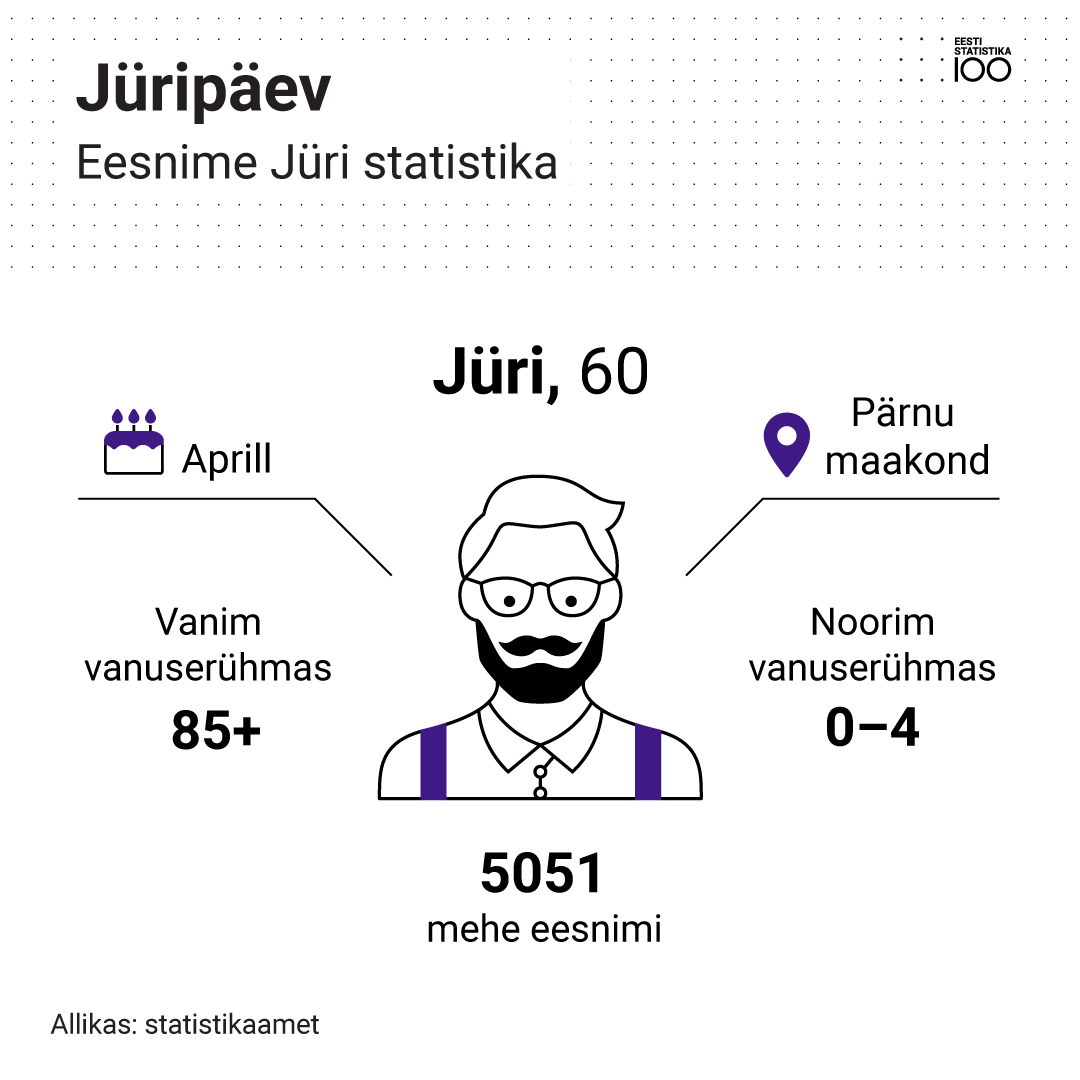 EESTI
STATISTIKA
100
Jüripäev
Eesnime Jüri statistika
Jüri, 60
Aprill
Pärnu
maakond
Vanim
vanuserühmas
85+
Noorim
vanuserühmas
0–4
5051
mehe eesnimi
Allikas: statistikaamet